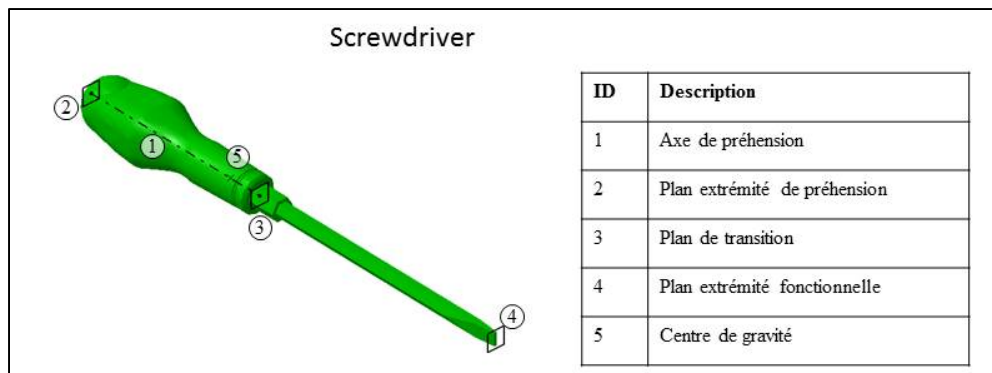 Screwdriver
ID Description
1 Axe de préhension
2 Plan extrémité de préhension
3 Plan de transition
4 Plan extrémité fonctionnelle
5 Centre de gravité
2
1
5
3
4